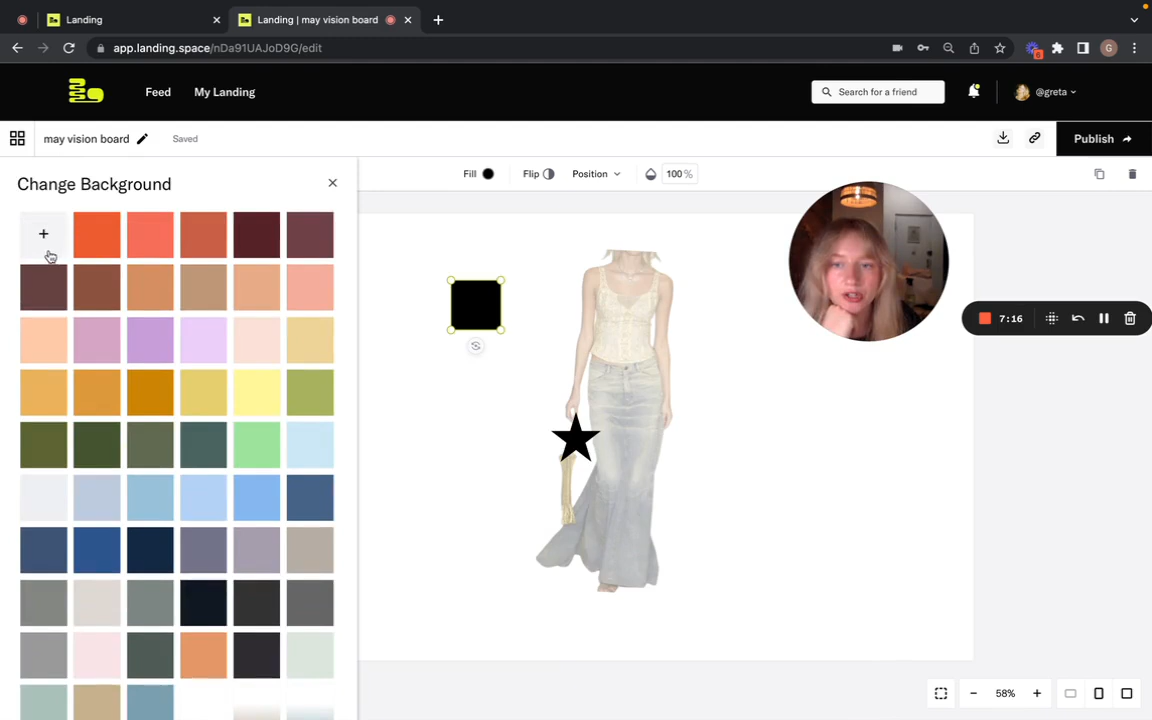 Landing
Landing | may vision board
app.landing.space/nDa91UAJoD9G/edit
6
G
Feed
My Landing
Search for a friend
@greta
may vision board
Saved
Publish
Change Background
Fill
Flip
Position
100 %
7:16
58%